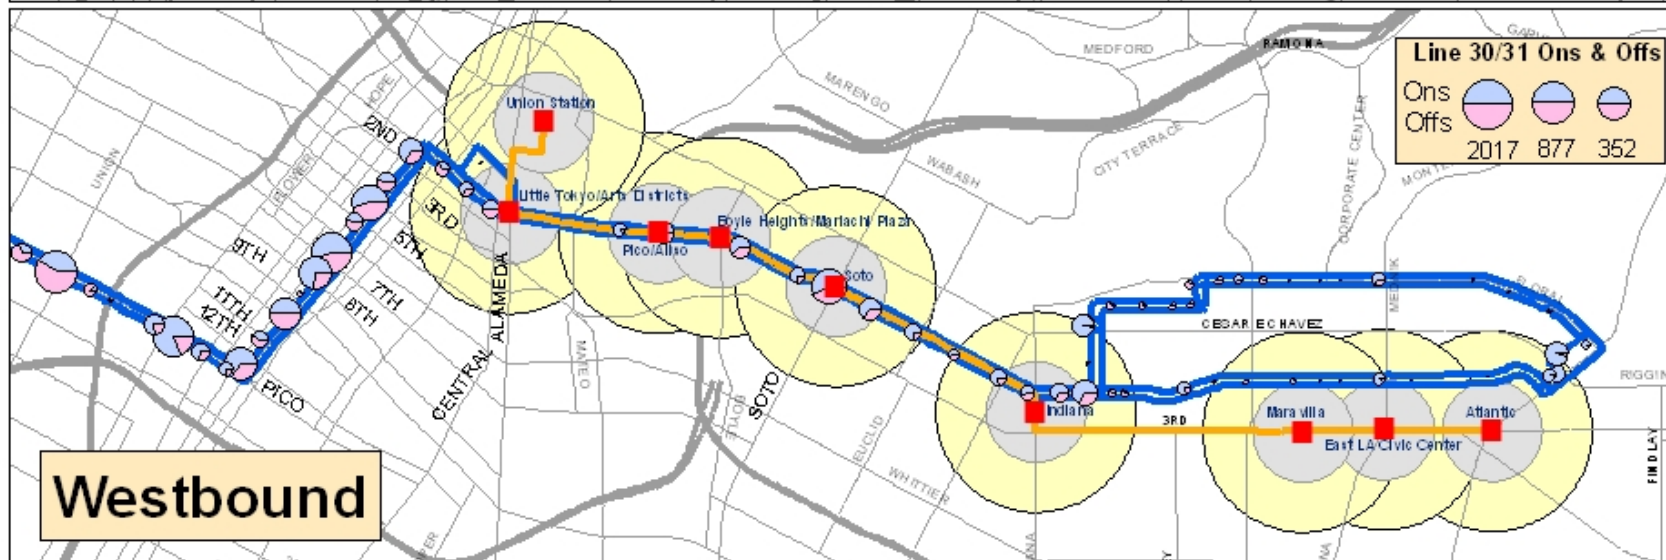 MEDFORD
RAMONA
Line 30/31 Ons & Offs
Ons
Offs
2017 877 352
MARENGO
HOPE
Union Station
2ND
UNION
CITY TERRACE
CORPORATE CENTER
WABASH
Little Tokyo/Arts Districts
3RD
Boyle Heights/Mariachi Plaza
9TH
5TH
Pico/Aliso
Soto
11TH
12TH
7TH
8TH
ALAMEDA
MEDNIK
CESAR E CHAVEZ
MATEO
CENTRAL
PICO
SOTO
BOYLE
RIGGIN
Indiana
3RD
Maravilla
Atlantic
East LA/Civic Center
EUCLID
WHITTIER
FINDLAY
Westbound